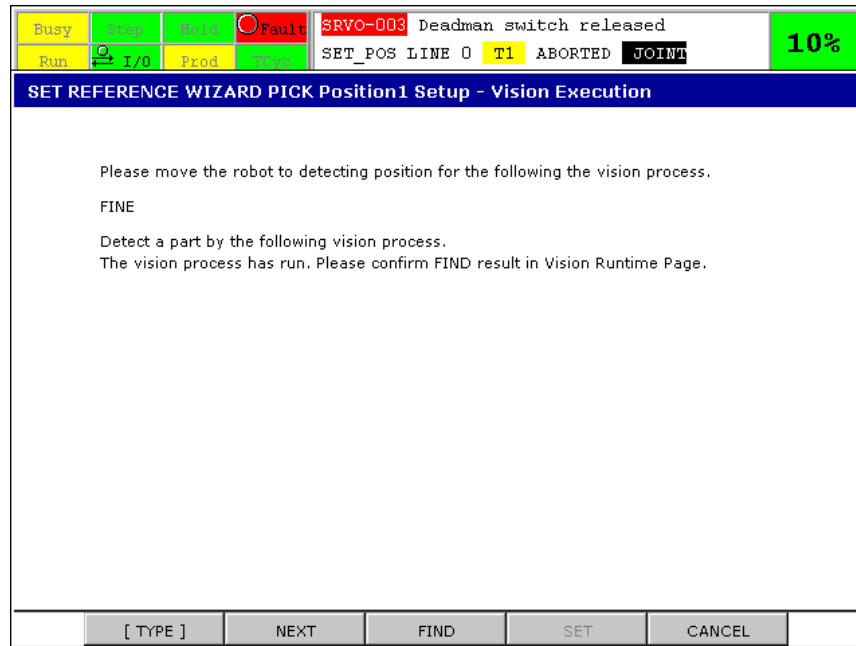 Busy Step Hold Fault SRVO-003 Deadman switch released
Run I/O Prod TCyc SET_POS LINE 0 T1 ABORTED JOINT 10%
SET REFERENCE WIZARD PICK Position1 Setup - Vision Execution
Please move the robot to detecting position for the following the vision process.
FINE
Detect a part by the following vision process.
The vision process has run. Please confirm FIND result in Vision Runtime Page.
[ TYPE ] NEXT FIND SET CANCEL